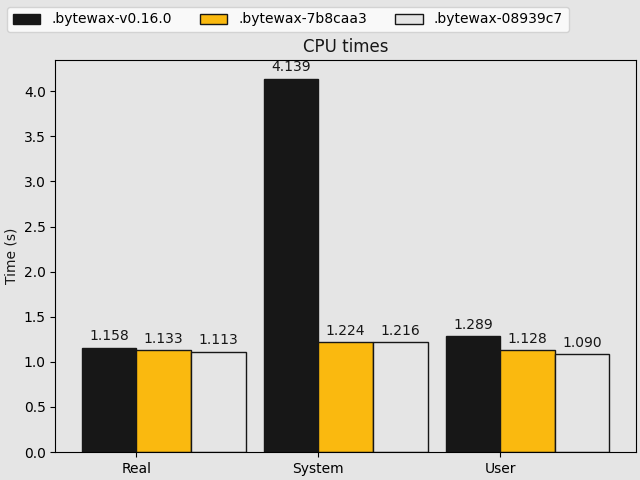 .bytewax-v0.16.0 .bytewax-7b8caa3 .bytewax-08939c7
CPU times
Time (s)
4.0
3.5
3.0
2.5
2.0
1.5
1.0
0.5
0.0
1.158 1.133 1.113
4.139 1.224 1.216
1.289 1.128 1.090
Real System User